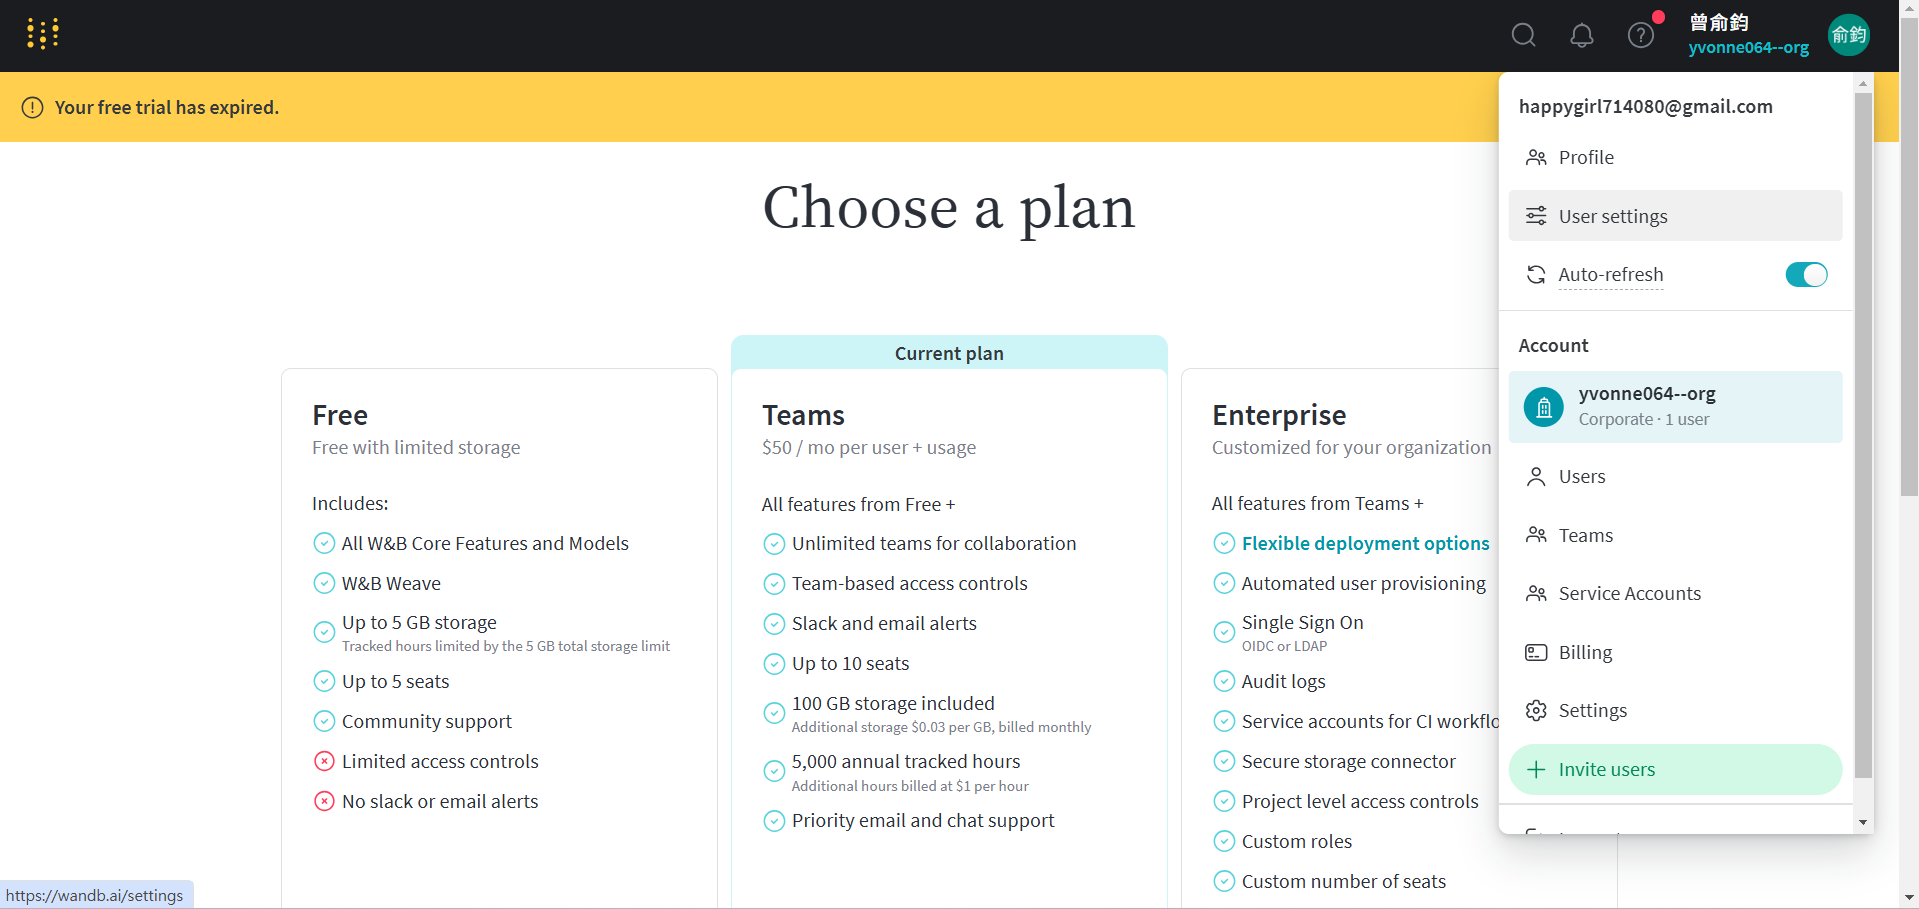 曾俞鈞
yvonne064--org
俞鈞
Your free trial has expired.
happygirl714080@gmail.com
Profile
User settings
Auto-refresh
Account
yvonne064--org
Corporate · 1 user
Users
Teams
Service Accounts
Billing
Settings
Invite users
Choose a plan
Free
Free with limited storage
Includes:
All W&B Core Features and Models
W&B Weave
Up to 5 GB storage
Tracked hours limited by the 5 GB total storage limit
Up to 5 seats
Community support
Limited access controls
No slack or email alerts
Current plan
Teams
$50 / mo per user + usage
All features from Free +
Unlimited teams for collaboration
Team-based access controls
Slack and email alerts
Up to 10 seats
100 GB storage included
Additional storage $0.03 per GB, billed monthly
5,000 annual tracked hours
Additional hours billed at $1 per hour
Priority email and chat support
Enterprise
Customized for your organization
All features from Teams +
Flexible deployment options
Automated user provisioning
Single Sign On
OIDC or LDAP
Audit logs
Service accounts for CI workflo
Secure storage connector
Project level access controls
Custom roles
Custom number of seats
https://wandb.ai/settings